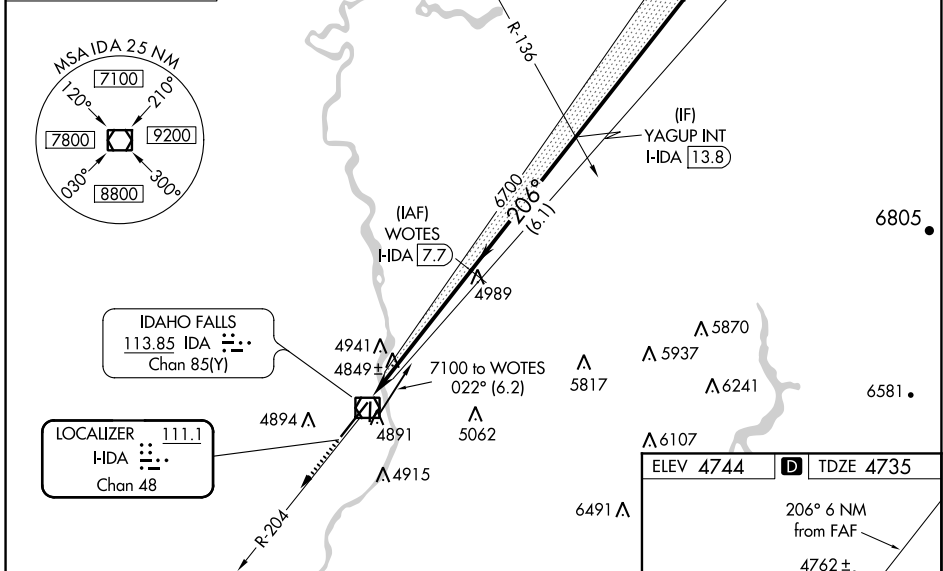 MSA IDA 25 NM
7100
120°
210°
7800
9200
030°
300°
8800
R-136
(IF)
YAGUP INT
I-IDA 13.8
6700
206°
(6.1)
(IAF)
WOTES
I-IDA 7.7
4989
6805
IDAHO FALLS
113.85 IDA
Chan 85(Y)
4941
4849±
7100 to WOTES
022° (6.2)
5870
5937
5817
6241
6581
4894
4891
5062
LOCALIZER 111.1
I-IDA
Chan 48
4915
6107
R-204
6491
ELEV 4744 D TDZE 4735
206° 6 NM
from FAF
4762±